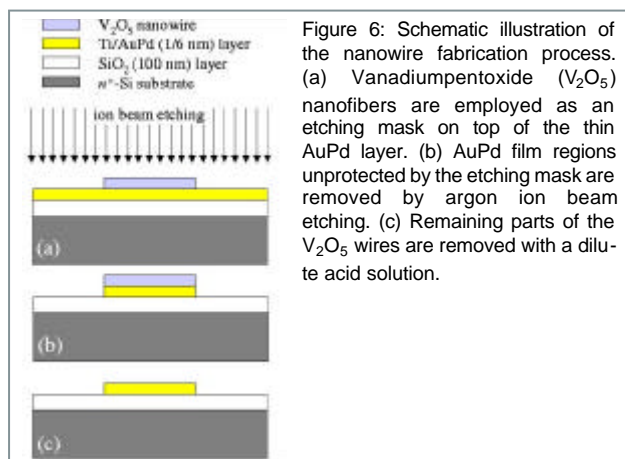 V₂O₅ nanowire
Ti/AuPd (1/6 nm) layer
SiO₂ (100 nm) layer
n⁺-Si substrate
ion beam etching
(a)
(b)
(c)
Figure 6: Schematic illustration of
the nanowire fabrication process.
(a) Vanadiumpentoxide (V₂O₅)
nanofibers are employed as an
etching mask on top of the thin
AuPd layer. (b) AuPd film regions
unprotected by the etching mask are
removed by argon ion beam
etching. (c) Remaining parts of the
V₂O₅ wires are removed with a dilu-
te acid solution.